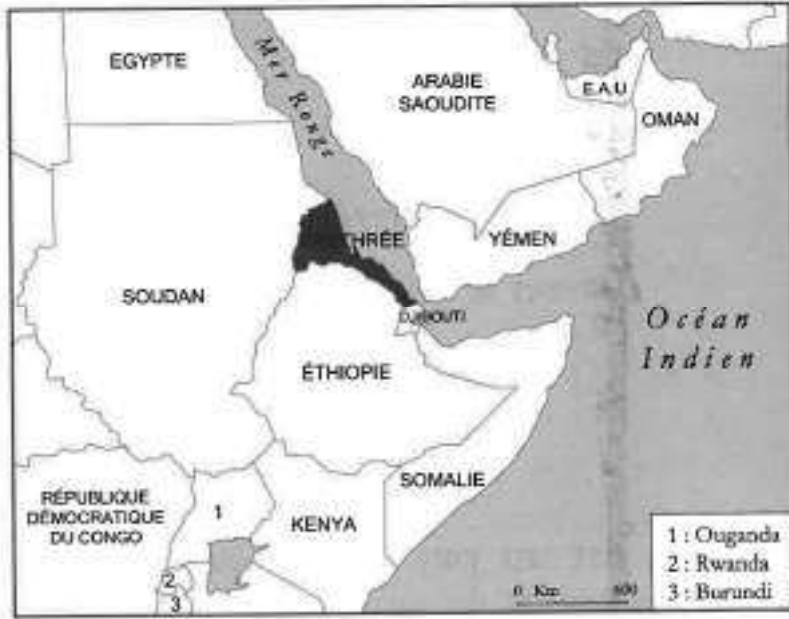 EGYPTE
Mer Rouge
ARABIE
SAOUDITE
E.A.U
OMAN
THRÉE
YÉMEN
SOUDAN
DJIBOUTI
Océan
Indien
ÉTHIOPIE
SOMALIE
RÉPUBLIQUE
DÉMOCRATIQUE
DU CONGO
1
KENYA
2
3
1 : Ouganda
2 : Rwanda
3 : Burundi
0 Km 600